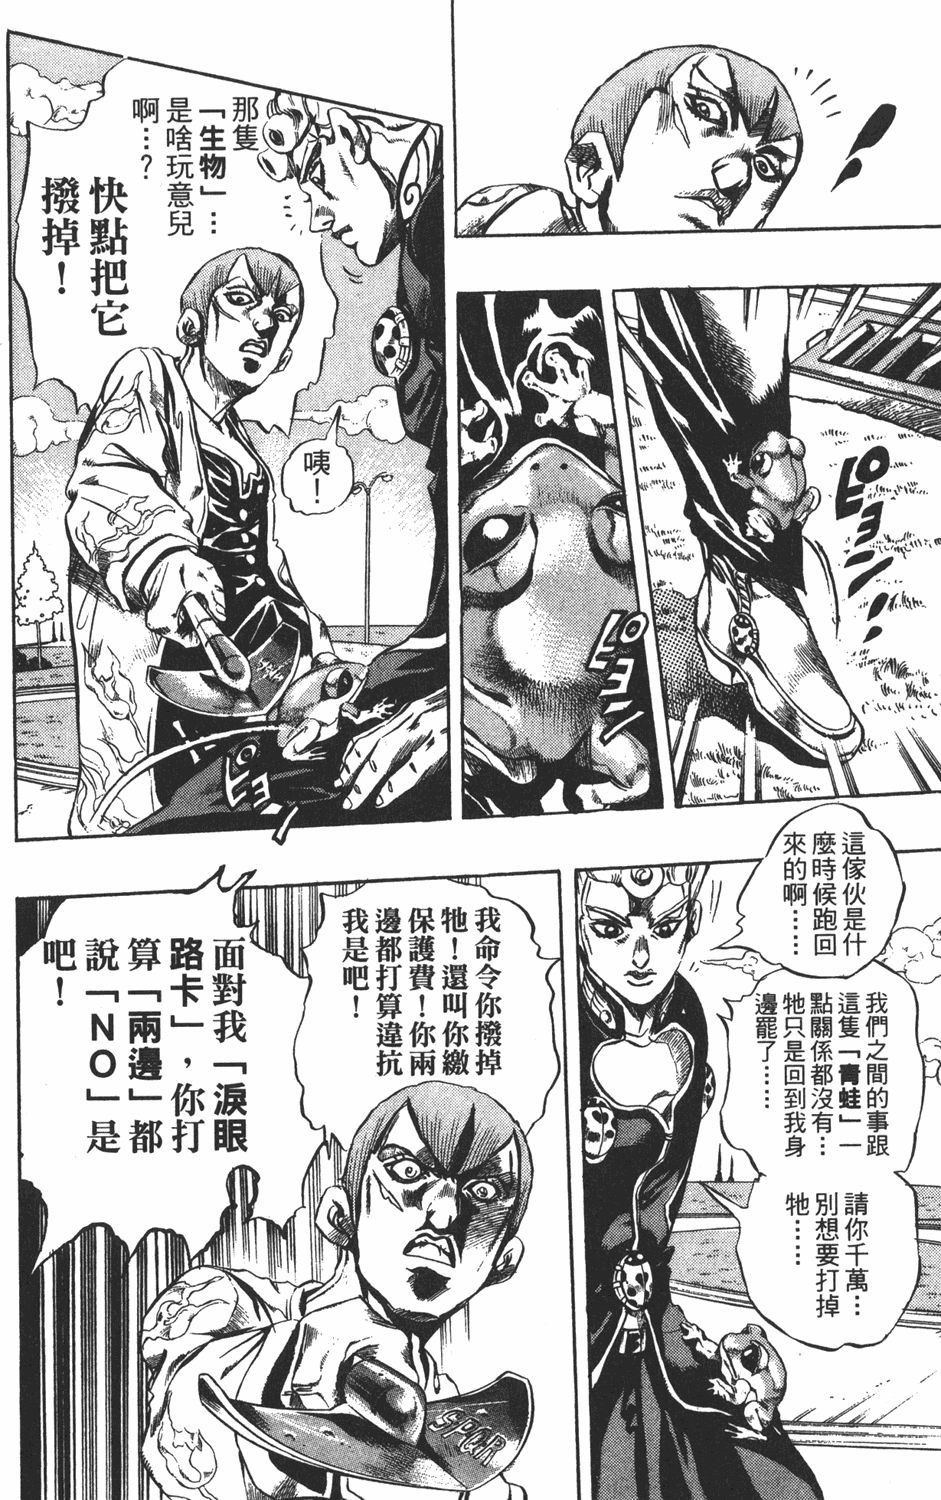 ！
ピョン
ピョン
那隻
「生物」…
是啥玩意兒
啊…？
快點把它
撥掉！
咦！
ピョン
這傢伙是什
麼時候跑回
來的啊……
我們之間的事跟
這隻「青蛙」一
點關係都沒有…
牠只是回到我身
邊罷了……
請你千萬…
別想要打掉
牠……
我命令你撥掉
牠！還叫你繳
保護費！你兩
邊都打算違抗
我是吧！
面對我「淚眼
路卡」，你打
算「兩邊」都
說「NO」是
吧！
SPQR